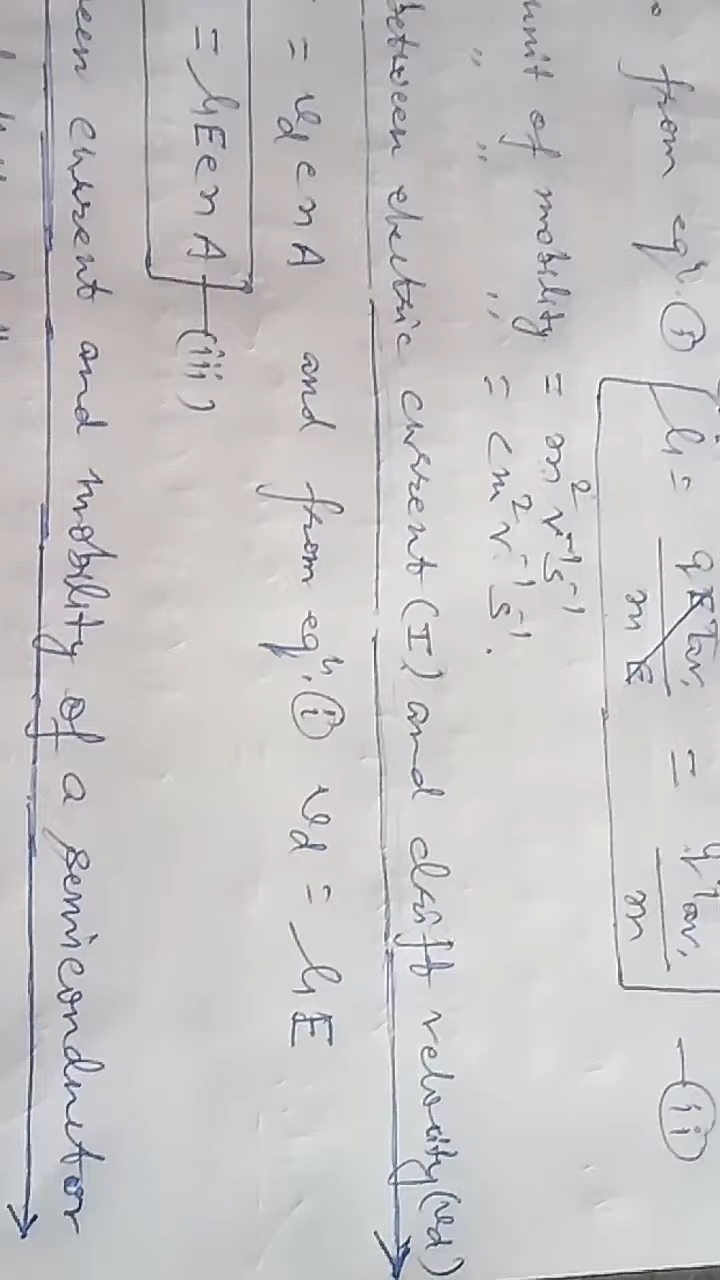 from eqⁿ. (i) μ = qEτav. / mE = qτav. / m —(ii)
unit of mobility = m² v⁻¹ s⁻¹
" " = cm² v⁻¹ s⁻¹.
between electric current (I) and drift velocity (vd)
= vd e n A and from eqⁿ. (i) vd = μE
= μEenA —(iii)
een current and mobility of a semiconductor